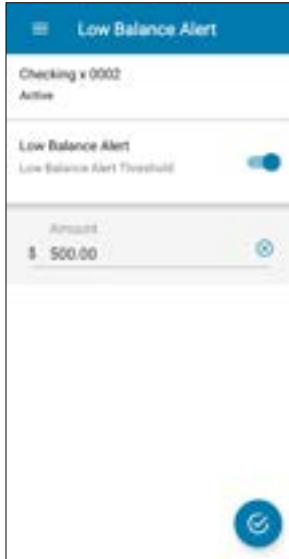 Low Balance Alert
Checking x 0002
Active
Low Balance Alert
Low Balance Alert Threshold
Amount
$ 500.00